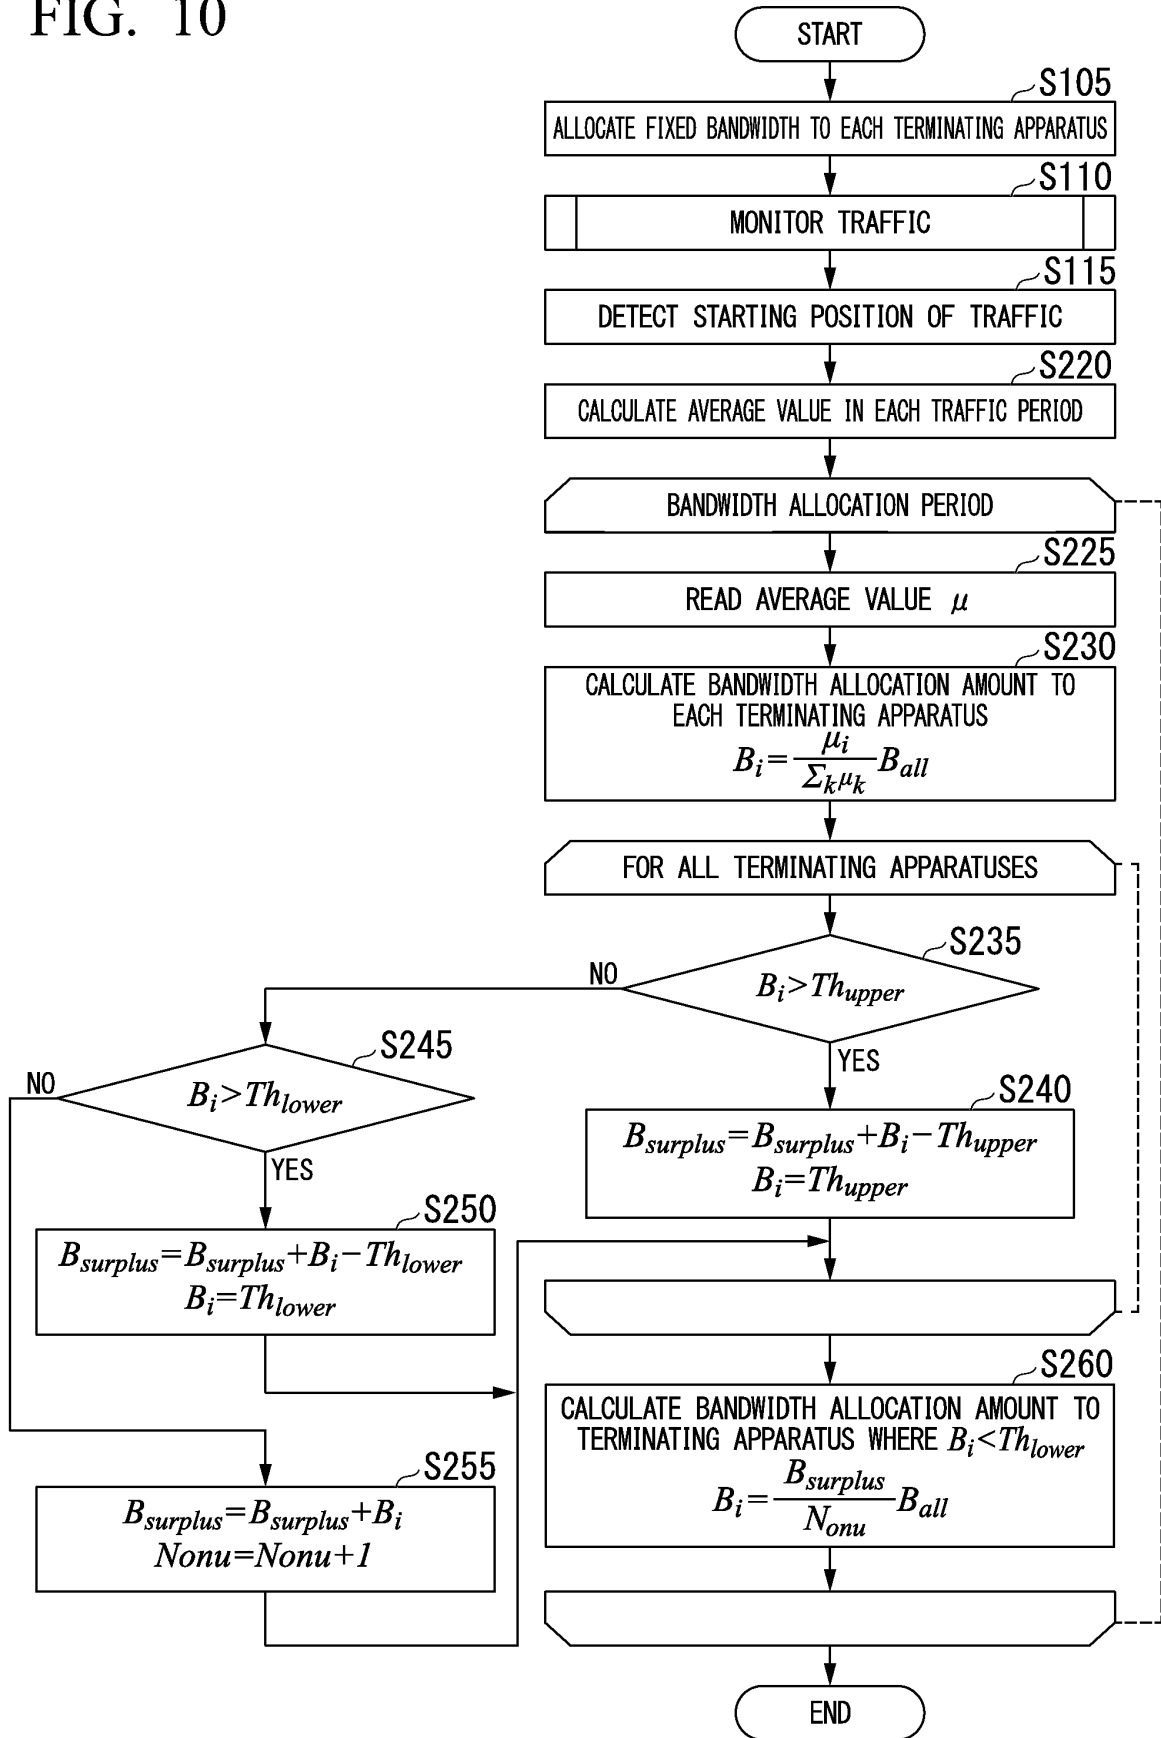 FIG. 10
START
S105
ALLOCATE FIXED BANDWIDTH TO EACH TERMINATING APPARATUS
S110
MONITOR TRAFFIC
S115
DETECT STARTING POSITION OF TRAFFIC
S220
CALCULATE AVERAGE VALUE IN EACH TRAFFIC PERIOD
BANDWIDTH ALLOCATION PERIOD
S225
READ AVERAGE VALUE μ
S230
CALCULATE BANDWIDTH ALLOCATION AMOUNT TO
EACH TERMINATING APPARATUS
B_i = μ_i / Σ_k μ_k B_all
FOR ALL TERMINATING APPARATUSES
S235
B_i > Th_upper
NO
YES
S240
B_surplus = B_surplus + B_i − Th_upper
B_i = Th_upper
S245
B_i > Th_lower
NO
YES
S250
B_surplus = B_surplus + B_i − Th_lower
B_i = Th_lower
S255
B_surplus = B_surplus + B_i
Nonu = Nonu + 1
S260
CALCULATE BANDWIDTH ALLOCATION AMOUNT TO
TERMINATING APPARATUS WHERE B_i < Th_lower
B_i = B_surplus / N_onu B_all
END